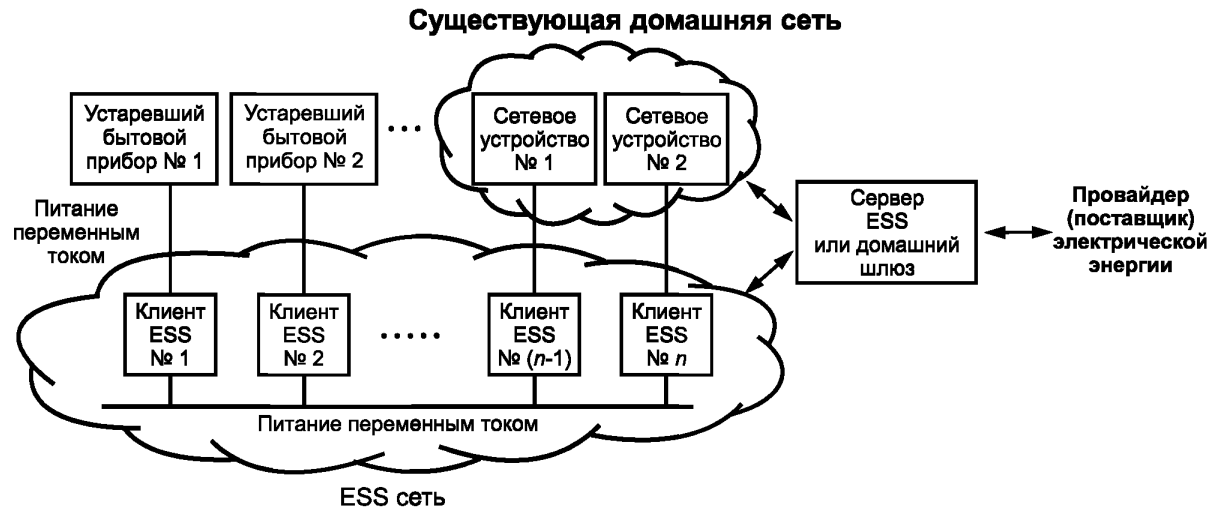 Существующая домашняя сеть
Устаревший
бытовой
прибор № 1
Устаревший
бытовой
прибор № 2
Сетевое
устройство
№ 1
Сетевое
устройство
№ 2
Питание
переменным
током
Сервер
ESS
или домашний
шлюз
Провайдер
(поставщик)
электрической
энергии
Клиент
ESS
№ 1
Клиент
ESS
№ 2
Клиент
ESS
№ (n-1)
Клиент
ESS
№ n
Питание переменным током
ESS сеть